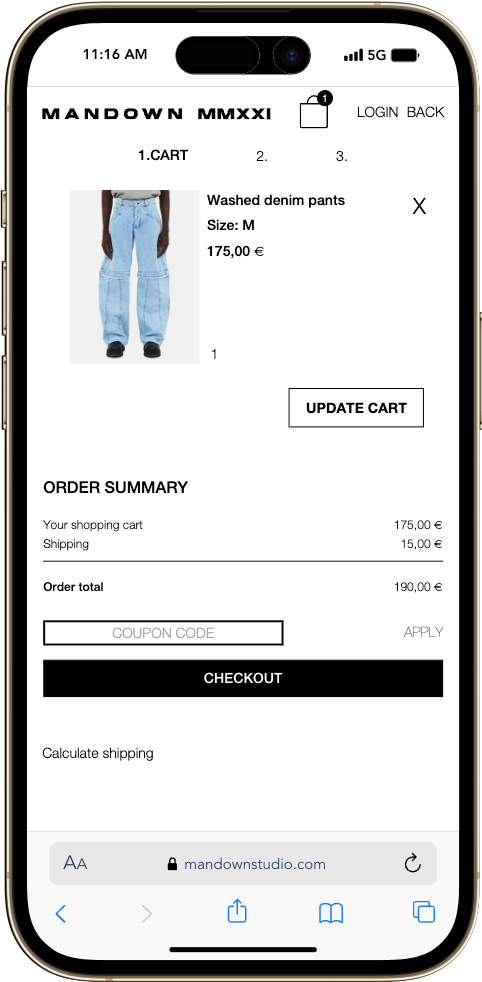 11:16 AM 5G
MANDOWN MMXXI 1 LOGIN BACK
1.CART 2. 3.
Washed denim pants X
Size: M
175,00 €
1
UPDATE CART
ORDER SUMMARY
Your shopping cart 175,00 €
Shipping 15,00 €
Order total 190,00 €
COUPON CODE APPLY
CHECKOUT
Calculate shipping
AA mandownstudio.com